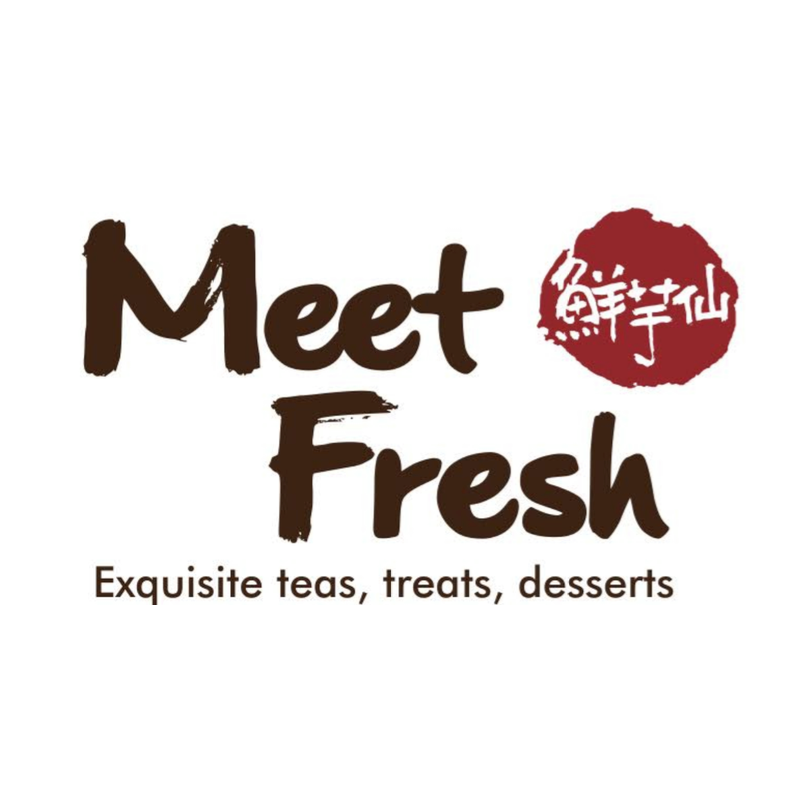 Meet
鮮芋仙
Fresh
Exquisite teas, treats, desserts